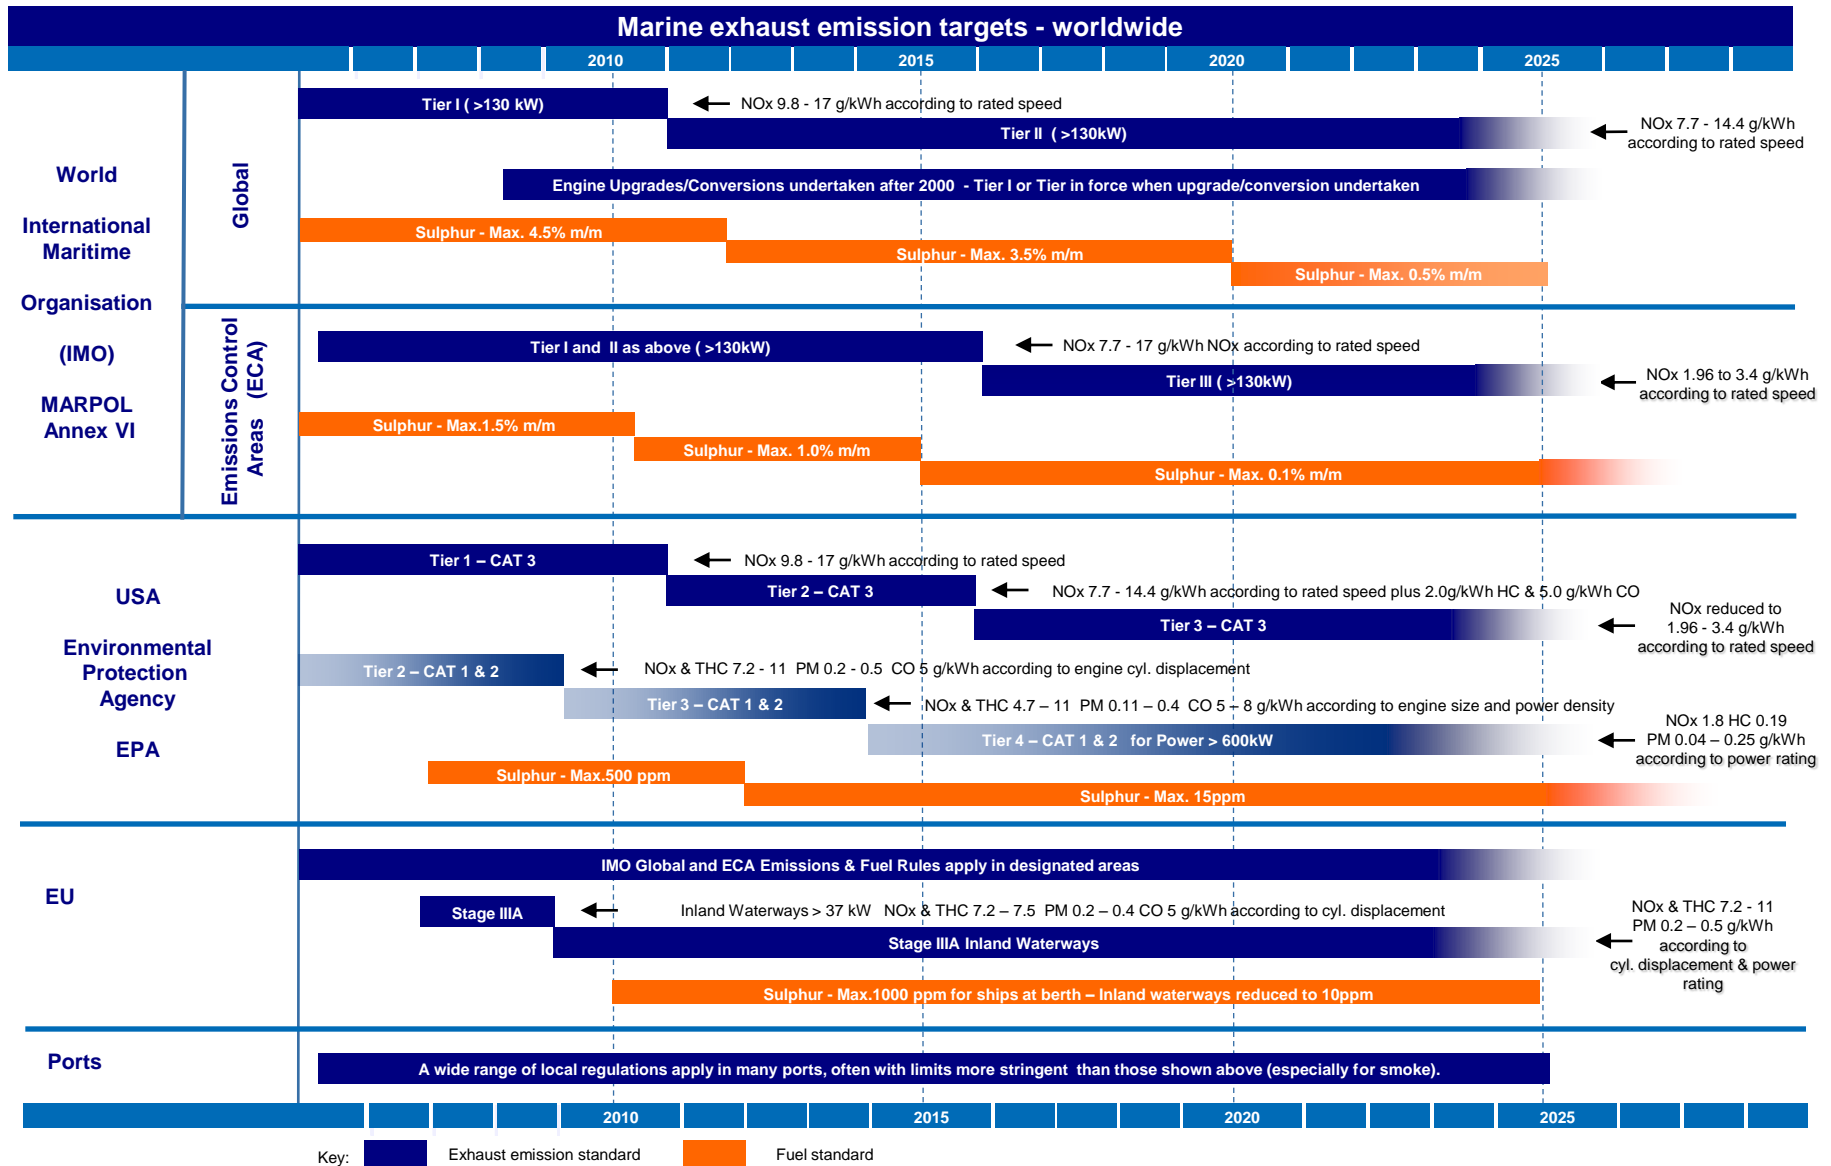 Marine exhaust emission targets - worldwide
2010 2015 2020 2025
World
International
Maritime
Organisation
(IMO)
MARPOL
Annex VI
Global
Tier I ( >130 kW)
NOx 9.8 - 17 g/kWh according to rated speed
Tier II ( >130kW)
NOx 7.7 - 14.4 g/kWh
according to rated speed
Engine Upgrades/Conversions undertaken after 2000 - Tier I or Tier in force when upgrade/conversion undertaken
Sulphur - Max. 4.5% m/m
Sulphur - Max. 3.5% m/m
Sulphur - Max. 0.5% m/m
Emissions Control
Areas (ECA)
Tier I and II as above ( >130kW)
NOx 7.7 - 17 g/kWh NOx according to rated speed
Tier III ( >130kW)
NOx 1.96 to 3.4 g/kWh
according to rated speed
Sulphur - Max.1.5% m/m
Sulphur - Max. 1.0% m/m
Sulphur - Max. 0.1% m/m
USA
Environmental
Protection
Agency
EPA
Tier 1 – CAT 3
NOx 9.8 - 17 g/kWh according to rated speed
Tier 2 – CAT 3
NOx 7.7 - 14.4 g/kWh according to rated speed plus 2.0g/kWh HC & 5.0 g/kWh CO
Tier 3 – CAT 3
NOx reduced to
1.96 - 3.4 g/kWh
according to rated speed
Tier 2 – CAT 1 & 2
NOx & THC 7.2 - 11 PM 0.2 - 0.5 CO 5 g/kWh according to engine cyl. displacement
Tier 3 – CAT 1 & 2
NOx & THC 4.7 – 11 PM 0.11 – 0.4 CO 5 – 8 g/kWh according to engine size and power density
Tier 4 – CAT 1 & 2 for Power > 600kW
NOx 1.8 HC 0.19
PM 0.04 – 0.25 g/kWh
according to power rating
Sulphur - Max.500 ppm
Sulphur - Max. 15ppm
EU
IMO Global and ECA Emissions & Fuel Rules apply in designated areas
Stage IIIA
Inland Waterways > 37 kW NOx & THC 7.2 – 7.5 PM 0.2 – 0.4 CO 5 g/kWh according to cyl. displacement
Stage IIIA Inland Waterways
NOx & THC 7.2 - 11
PM 0.2 – 0.5 g/kWh
according to
cyl. displacement & power
rating
Sulphur - Max.1000 ppm for ships at berth – Inland waterways reduced to 10ppm
Ports
A wide range of local regulations apply in many ports, often with limits more stringent than those shown above (especially for smoke).
2010 2015 2020 2025
Key: Exhaust emission standard Fuel standard